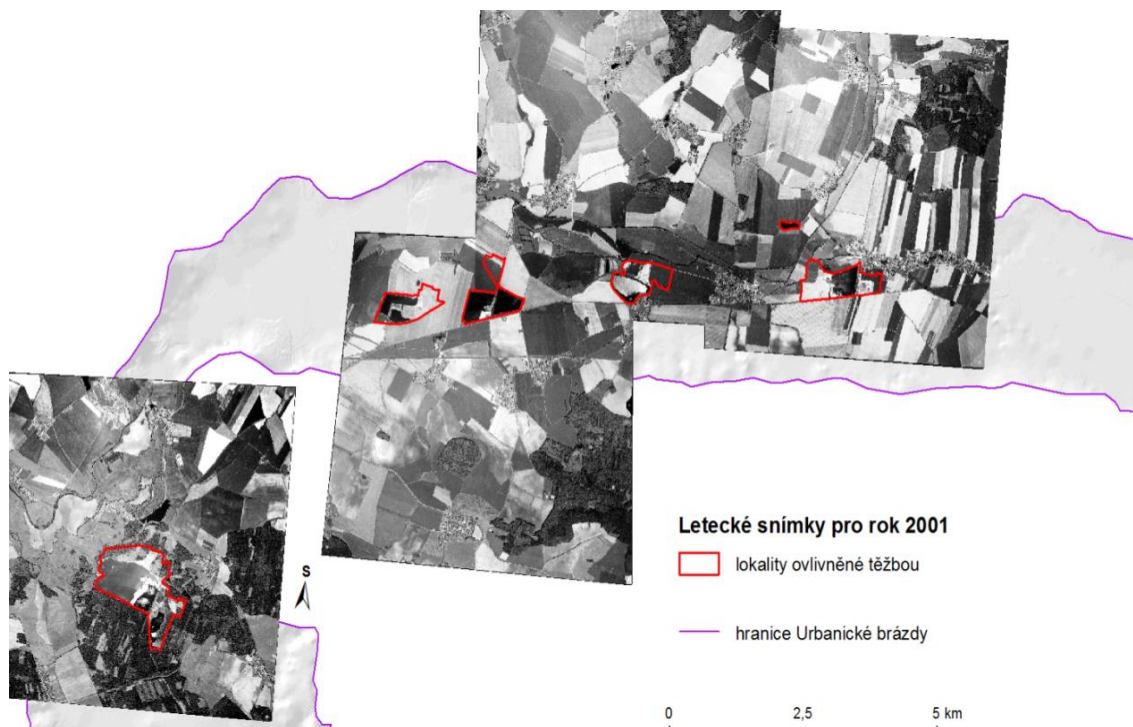 Letecké snímky pro rok 2001
lokality ovlivněné těžbou
S
hranice Urbanické brázdy
0 2,5 5 km